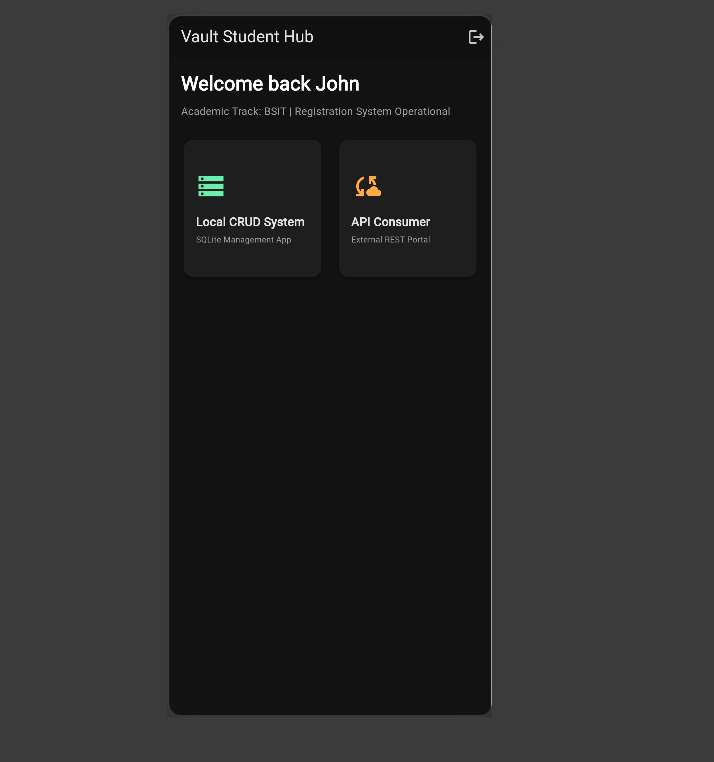 Vault Student Hub
Welcome back John
Academic Track: BSIT | Registration System Operational
Local CRUD System
SQLite Management App
API Consumer
External REST Portal